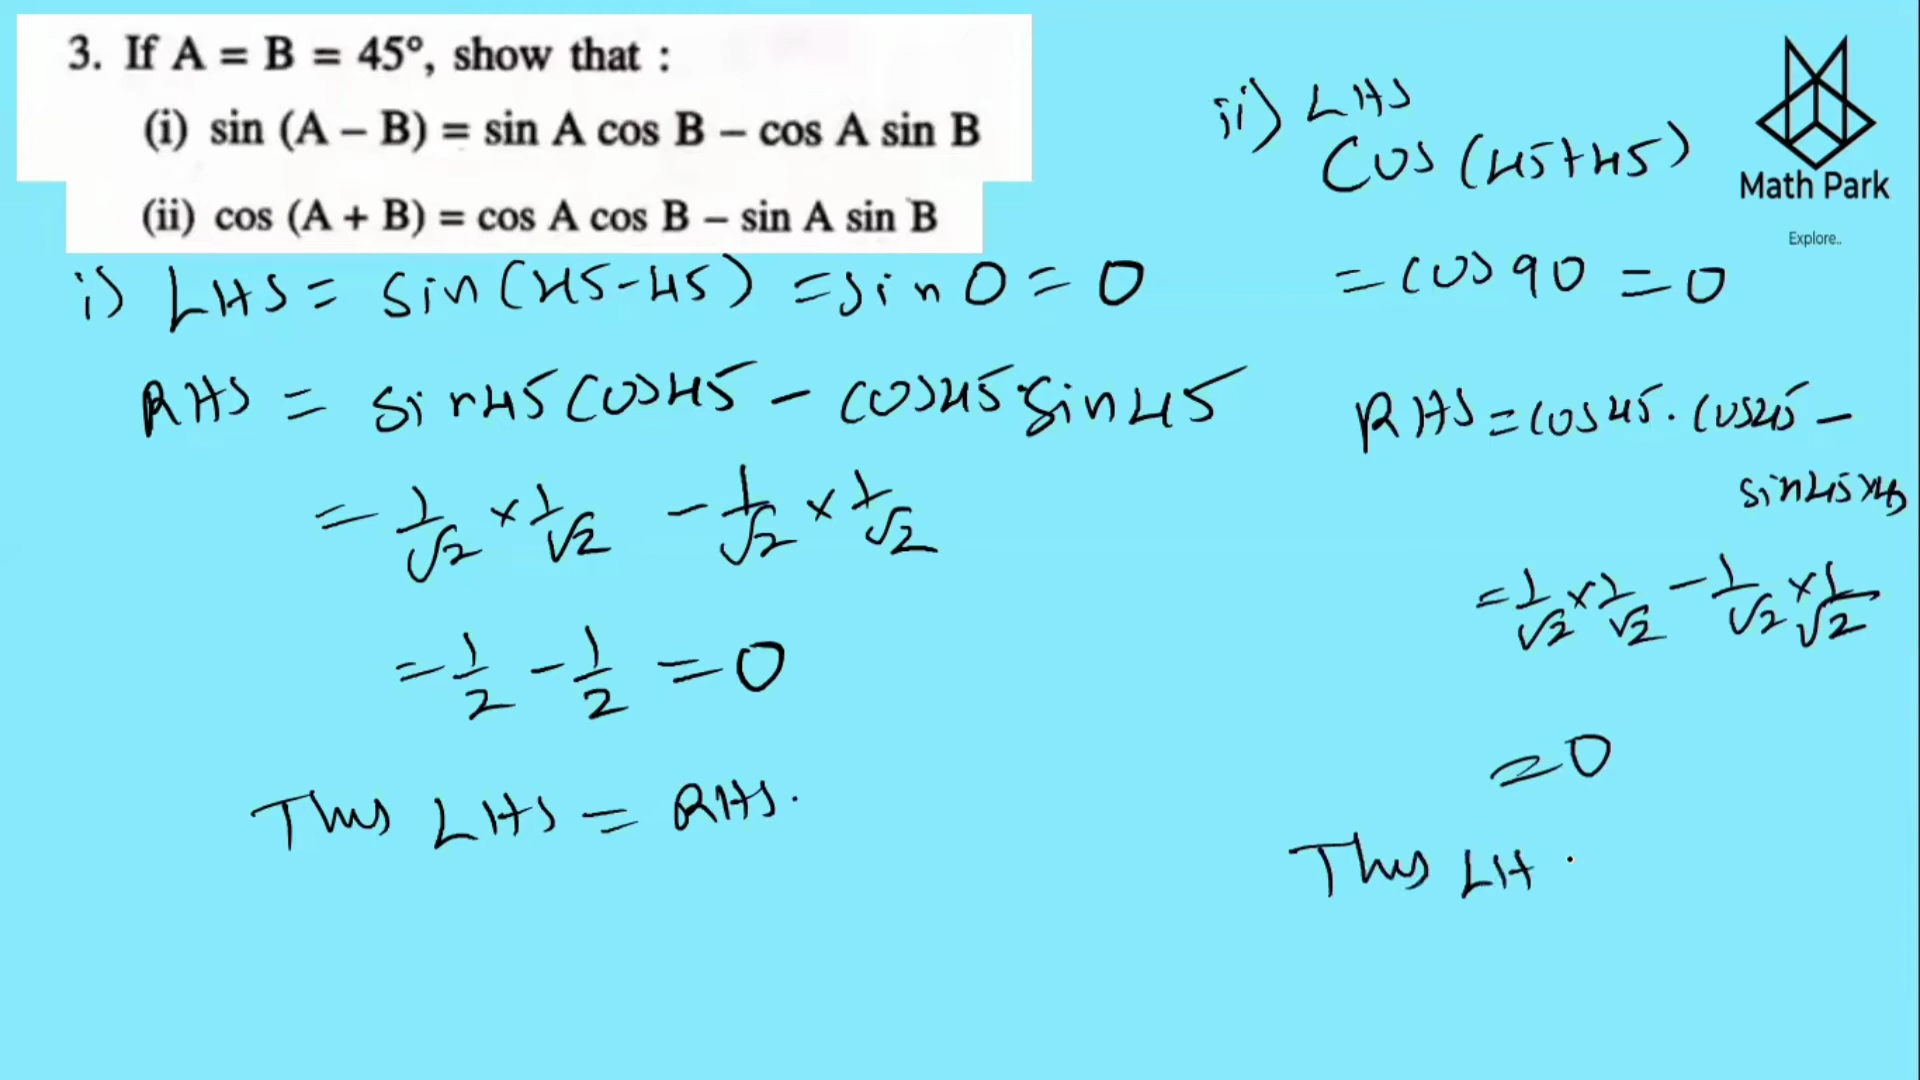 3. If A = B = 45°, show that :
(i) sin (A – B) = sin A cos B – cos A sin B
(ii) cos (A + B) = cos A cos B – sin A sin B
i) LHS = sin(45-45) = sin 0 = 0
RHS = sin45 cos45 - cos45 sin45
= 1/√2 × 1/√2 - 1/√2 × 1/√2
= 1/2 - 1/2 = 0
Thus LHS = RHS.
ii) LHS
Cos (45+45)
= cos 90 = 0
RHS = cos 45 . cos45 -
sin45
= 1/√2 × 1/√2 - 1/√2 × 1/√2
= 0
Thus LH
Math Park
Explore..